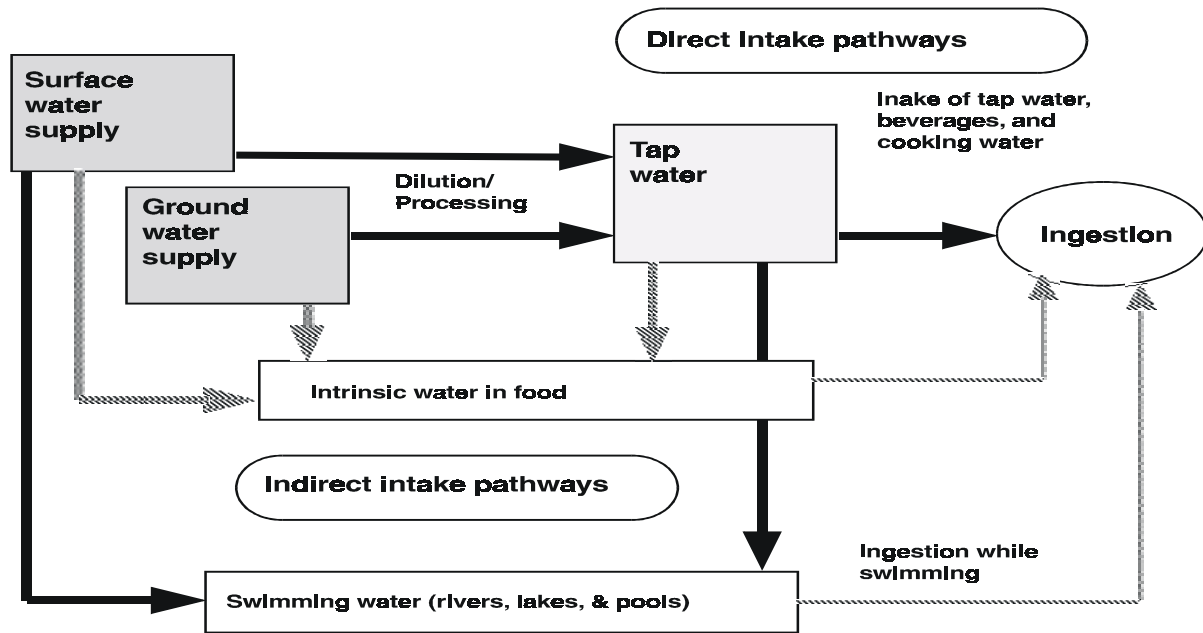 Direct Intake pathways
Surface
water
supply
Inake of tap water,
beverages, and
cooking water
Tap
water
Dilution/
Processing
Ground
water
supply
Ingestion
Intrinsic water in food
Indirect intake pathways
Ingestion while
swimming
Swimming water (rivers, lakes, & pools)